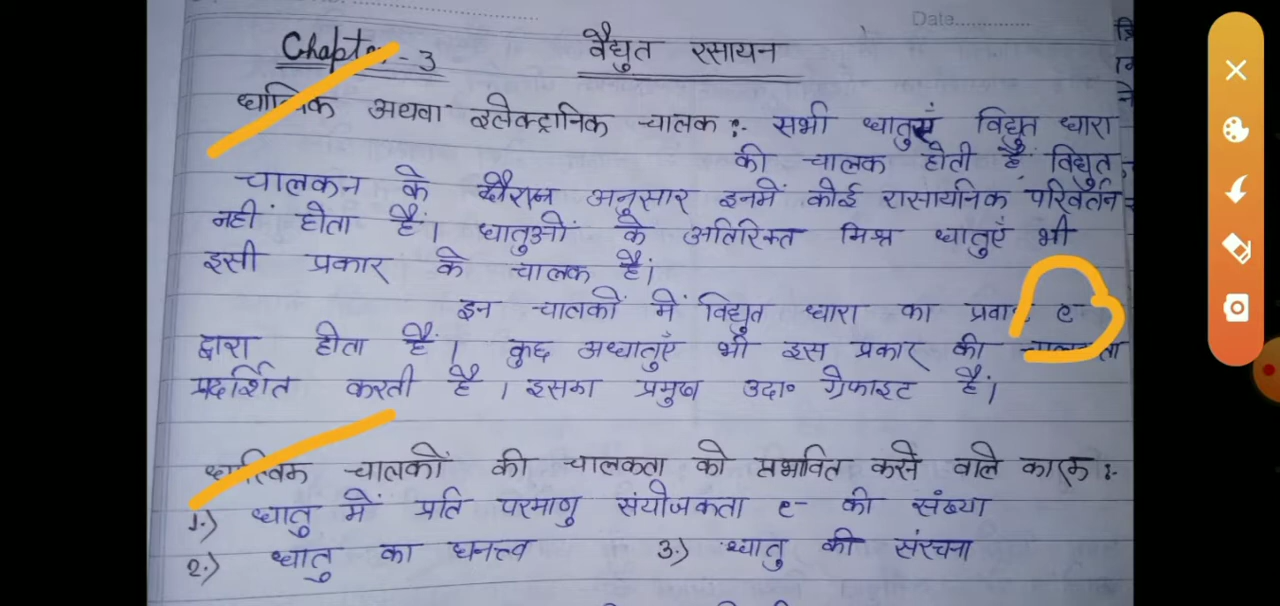 Date..............
Chapter - 3 वैद्युत रसायन
धात्विक अथवा इलेक्ट्रानिक चालक :- सभी धातुएँ विद्युत धारा
की चालक होती हैं विद्युत
चालकन के दौरान अनुसार इनमें कोई रासायनिक परिवर्तन
नहीं होता है। धातुओं के अतिरिक्त मिश्र धातुएँ भी
इसी प्रकार के चालक हैं।
इन चालकों में विद्युत धारा का प्रवाह e-
द्वारा होता है। कुछ अधातुएँ भी इस प्रकार की चालकता
प्रदर्शित करती है। इसका प्रमुख उदा० ग्रेफाइट है।
धात्विक चालकों की चालकता को प्रभावित करने वाले कारक :-
1.) धातु में प्रति परमाणु संयोजकता e- की संख्या
2.) धातु का घनत्त्व 3.) धातु की संरचना